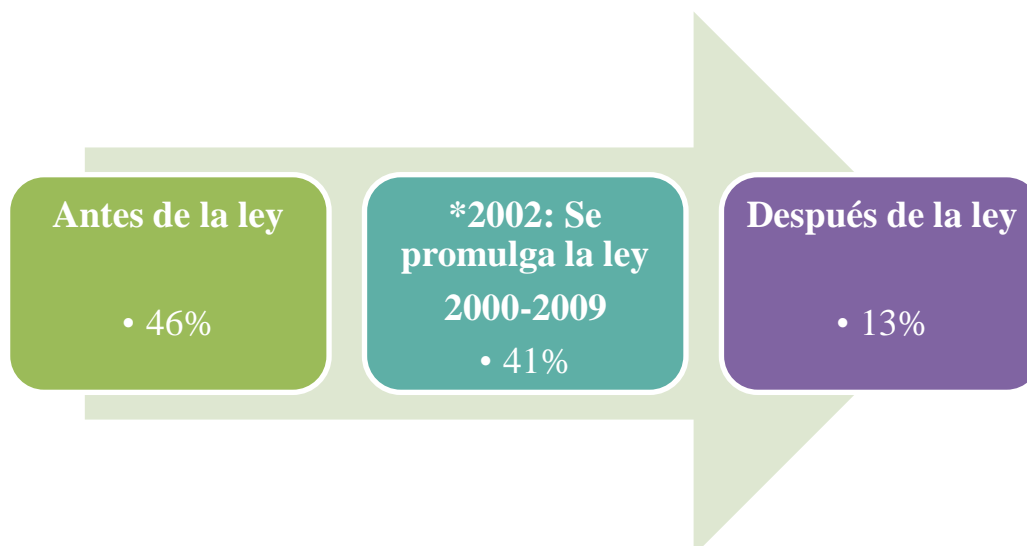 Antes de la ley
• 46%
*2002: Se
promulga la ley
2000-2009
• 41%
Después de la ley
• 13%